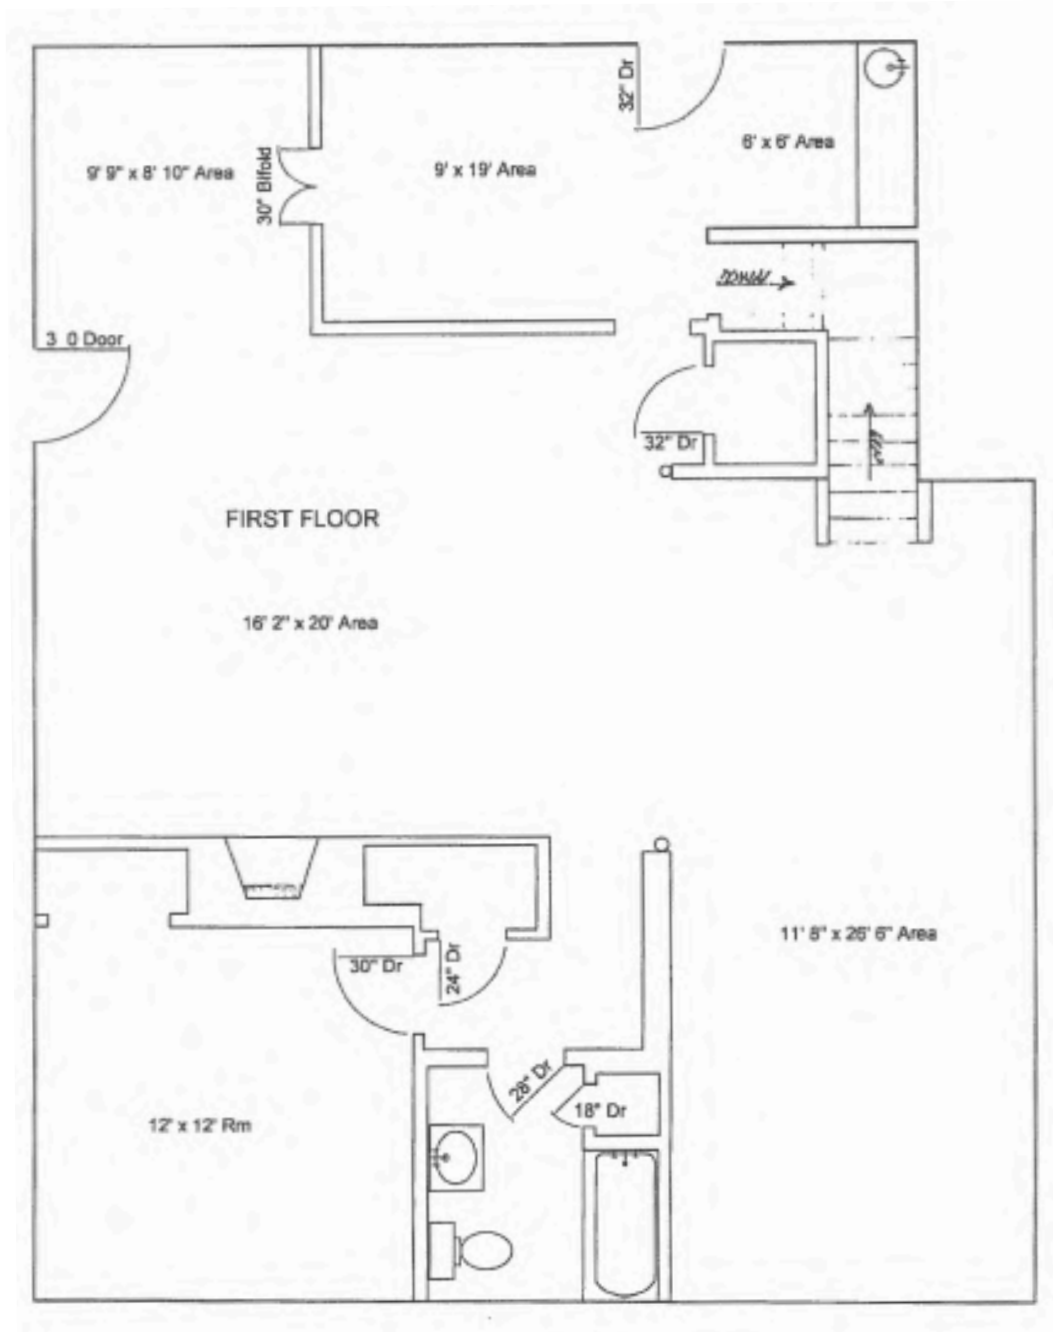 32" Dr
6' x 6' Area
9' 9" x 8' 10" Area
30" Bifold
9' x 19' Area
3 0 Door
32" Dr
FIRST FLOOR
16' 2" x 20' Area
11' 8" x 26' 6" Area
30" Dr
24" Dr
28" Dr
18" Dr
12' x 12' Rm